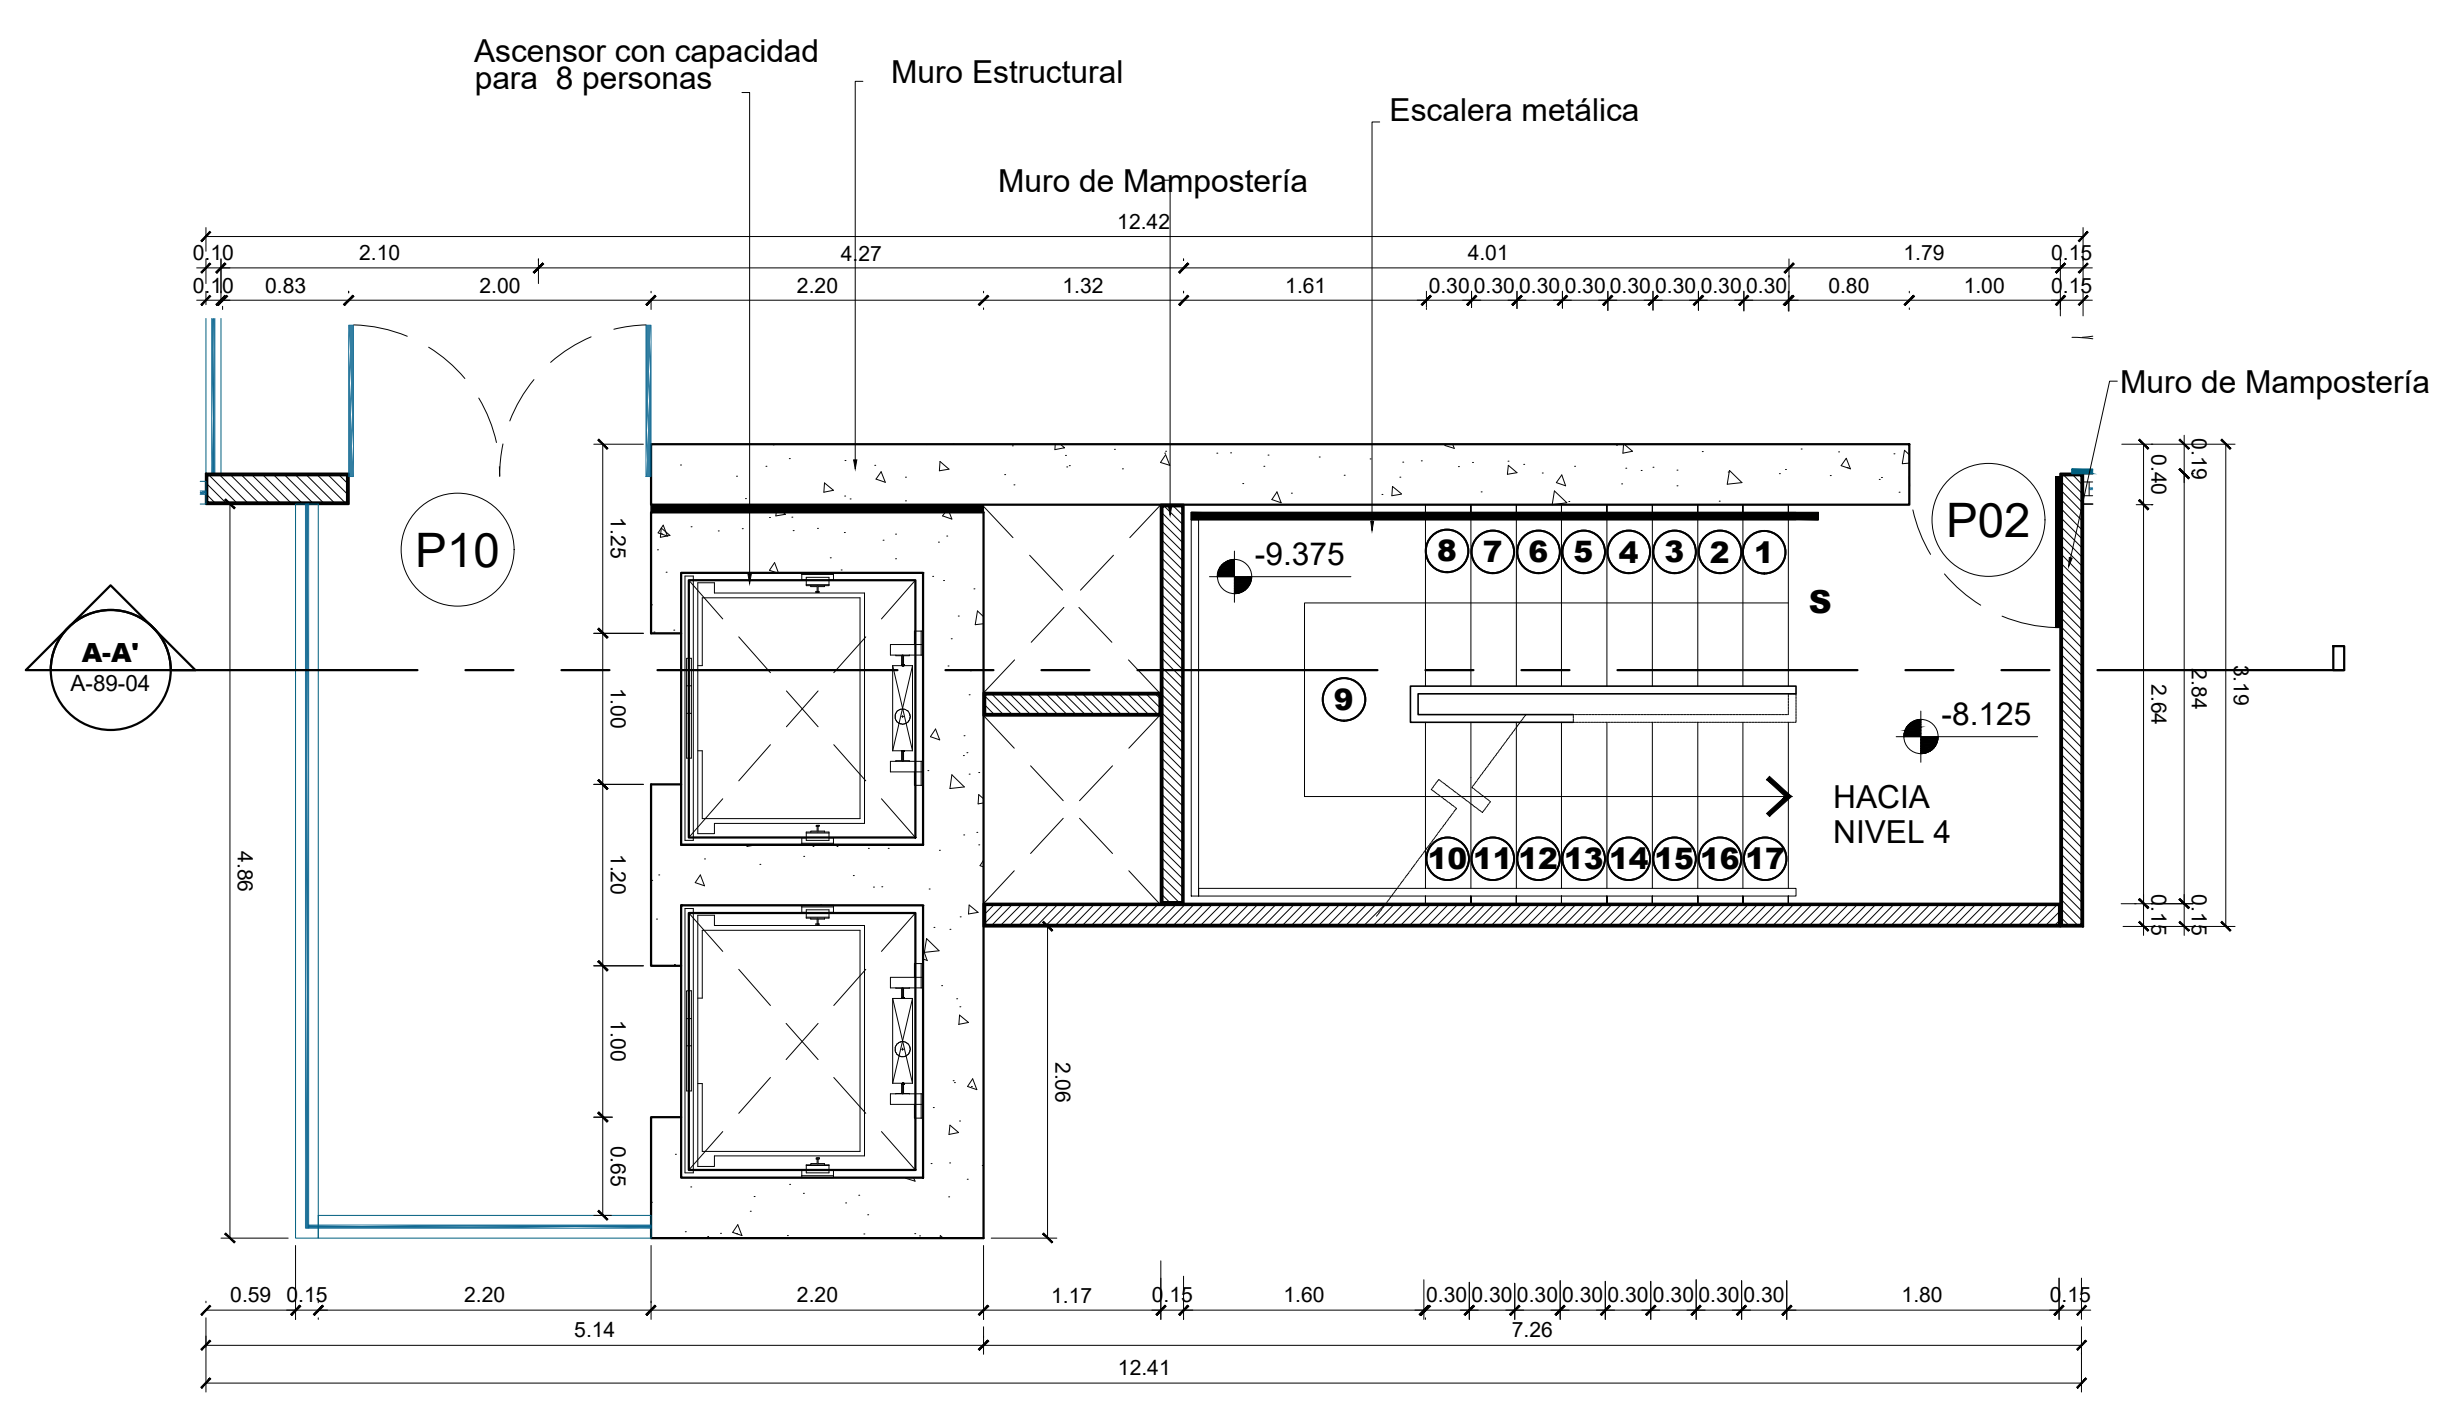 Ascensor con capacidad
para 8 personas
Muro Estructural
Escalera metálica
Muro de Mampostería
12.42
0.10 2.10 4.27 4.01 1.79 0.15
0.10 0.83 2.00 2.20 1.32 1.61 0.30 0.30 0.30 0.30 0.30 0.30 0.30 0.30 0.80 1.00 0.15
Muro de Mampostería
P10
P02
1.25
1.00
1.20
1.00
0.65
4.86
2.06
A-A'
A-89-04
-9.375
8 7 6 5 4 3 2 1
S
9
-8.125
HACIA
NIVEL 4
10 11 12 13 14 15 16 17
0.40
2.64
0.15
0.19
2.84
0.15
3.19
0.59 0.15 2.20 2.20 1.17 0.15 1.60 0.30 0.30 0.30 0.30 0.30 0.30 0.30 0.30 1.80 0.15
5.14 7.26
12.41